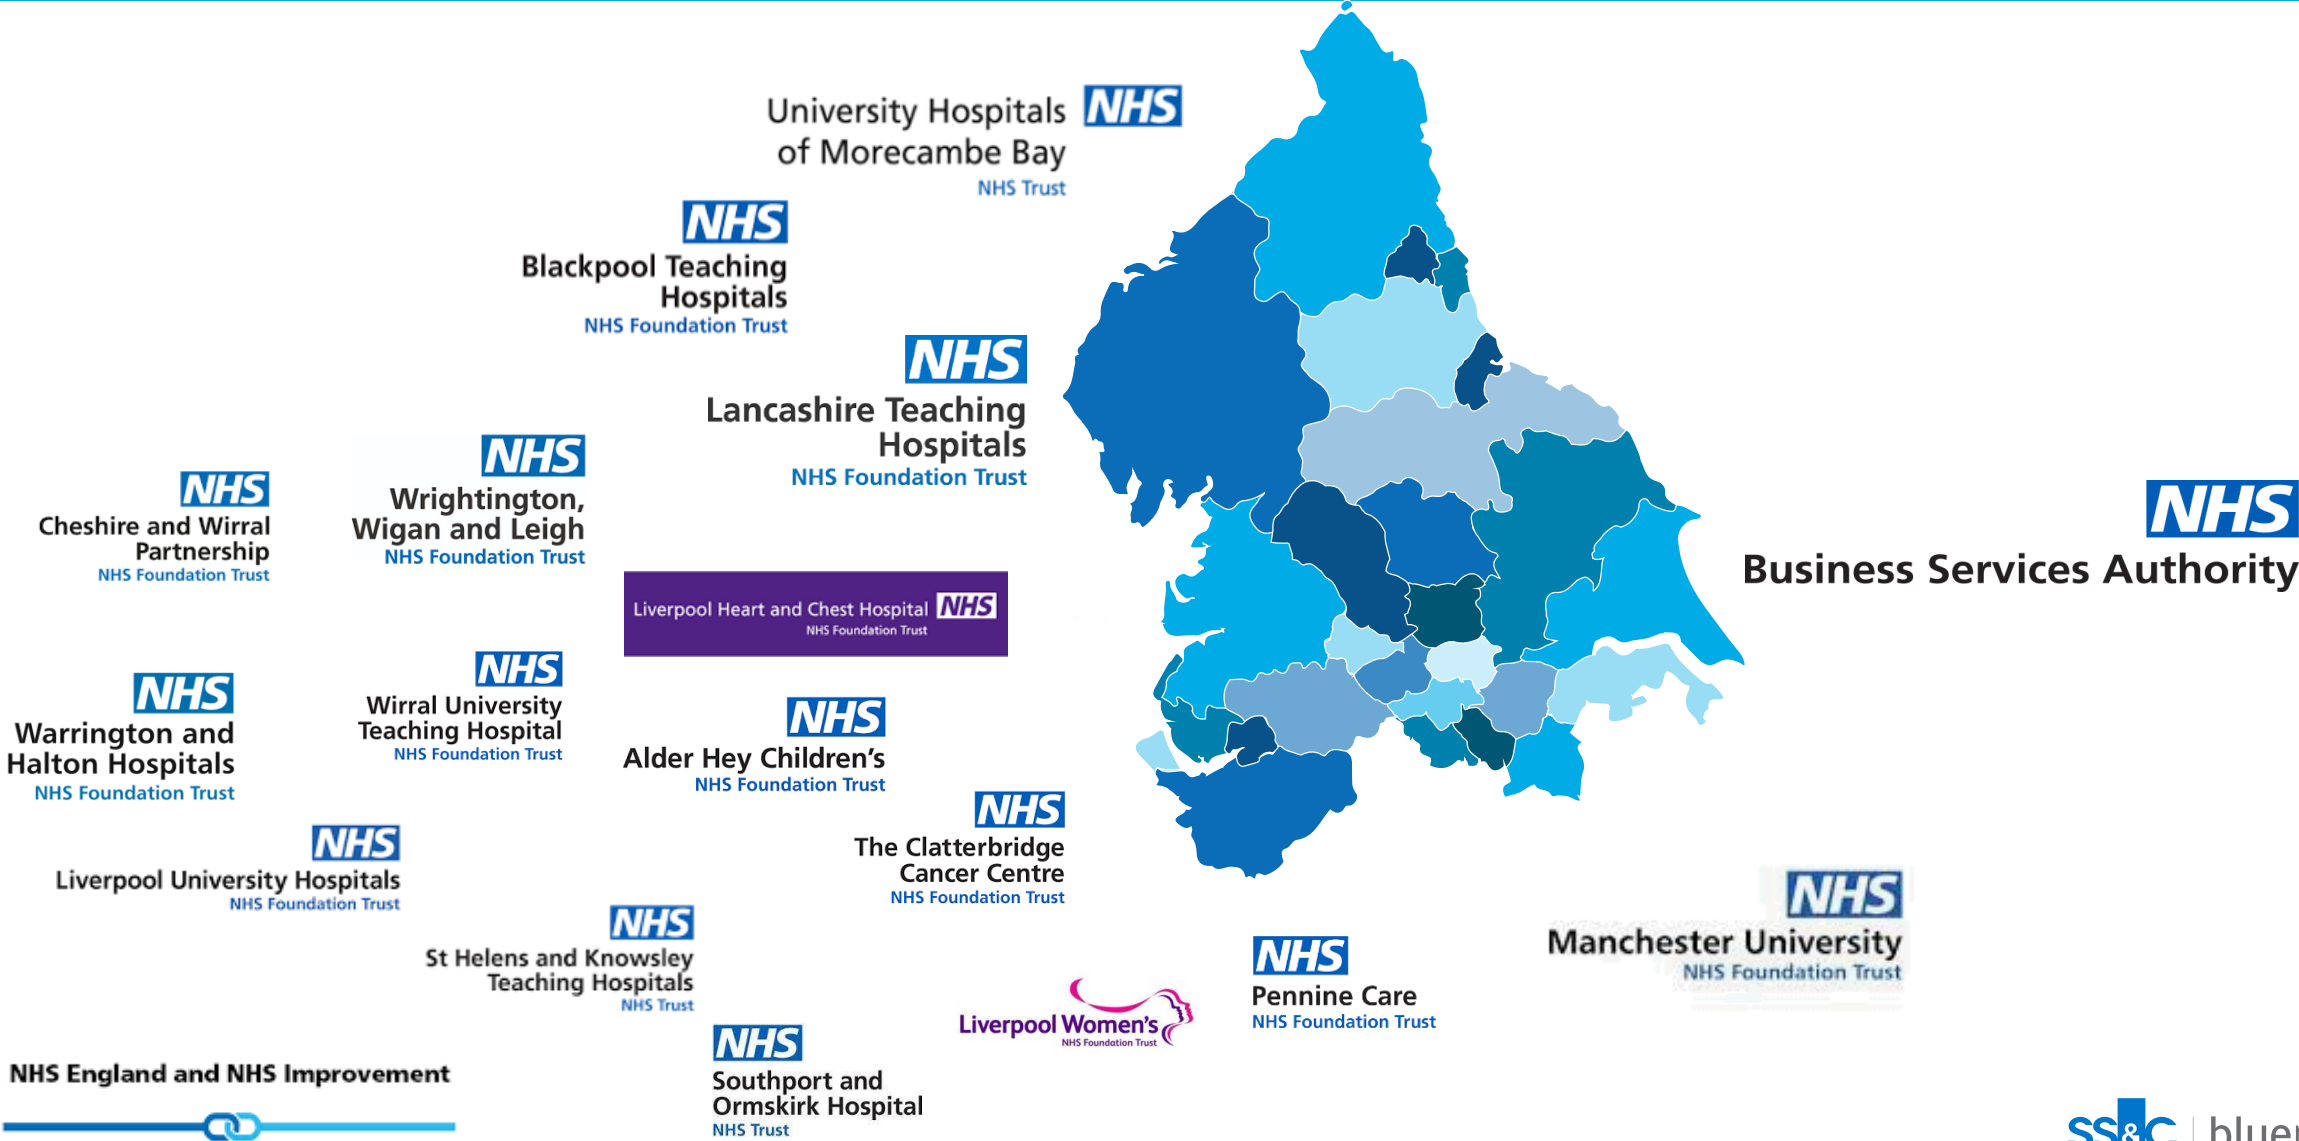 NHS
University Hospitals
of Morecambe Bay
NHS Trust
NHS
Blackpool Teaching
Hospitals
NHS Foundation Trust
NHS
Lancashire Teaching
Hospitals
NHS Foundation Trust
NHS
Wrightington,
Wigan and Leigh
NHS Foundation Trust
NHS
Cheshire and Wirral
Partnership
NHS Foundation Trust
NHS
Business Services Authority
Liverpool Heart and Chest Hospital NHS
NHS Foundation Trust
NHS
Warrington and
Halton Hospitals
NHS Foundation Trust
NHS
Wirral University
Teaching Hospital
NHS Foundation Trust
NHS
Alder Hey Children's
NHS Foundation Trust
NHS
The Clatterbridge
Cancer Centre
NHS Foundation Trust
NHS
Liverpool University Hospitals
NHS Foundation Trust
NHS
St Helens and Knowsley
Teaching Hospitals
NHS Trust
NHS
Manchester University
NHS Foundation Trust
NHS
Pennine Care
NHS Foundation Trust
Liverpool Women's
NHS Foundation Trust
NHS
Southport and
Ormskirk Hospital
NHS Trust
NHS England and NHS Improvement
SS&C